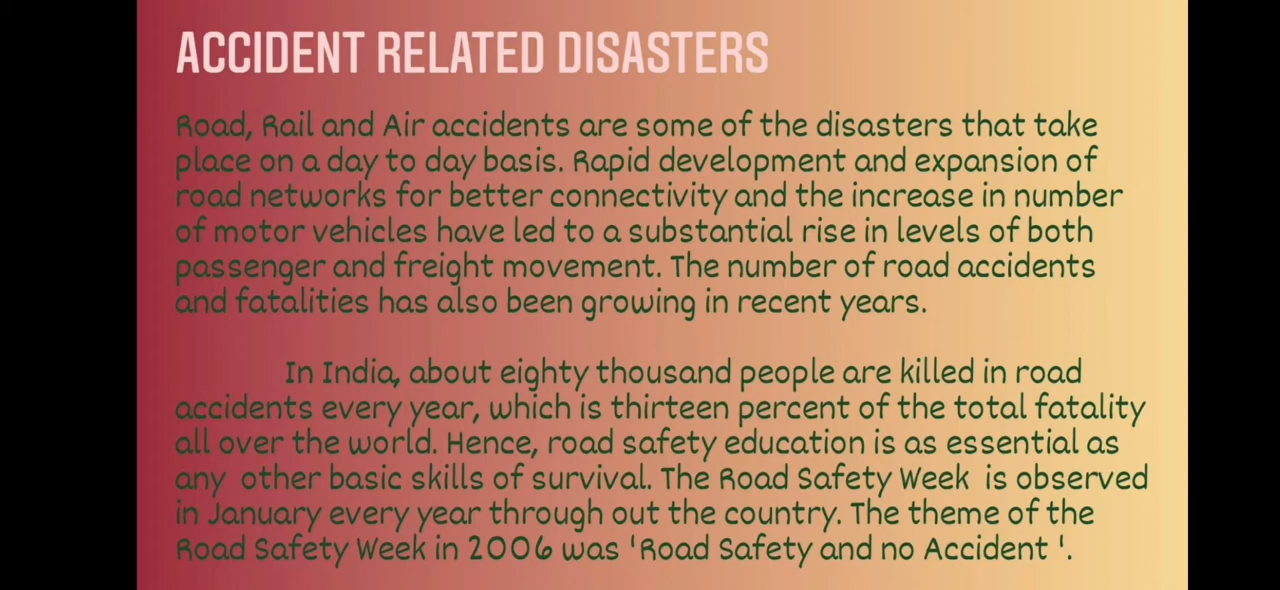 ACCIDENT RELATED DISASTERS
Road, Rail and Air accidents are some of the disasters that take
place on a day to day basis. Rapid development and expansion of
road networks for better connectivity and the increase in number
of motor vehicles have led to a substantial rise in levels of both
passenger and freight movement. The number of road accidents
and fatalities has also been growing in recent years.
In India, about eighty thousand people are killed in road
accidents every year, which is thirteen percent of the total fatality
all over the world. Hence, road safety education is as essential as
any other basic skills of survival. The Road Safety Week is observed
in January every year through out the country. The theme of the
Road Safety Week in 2006 was 'Road Safety and no Accident '.